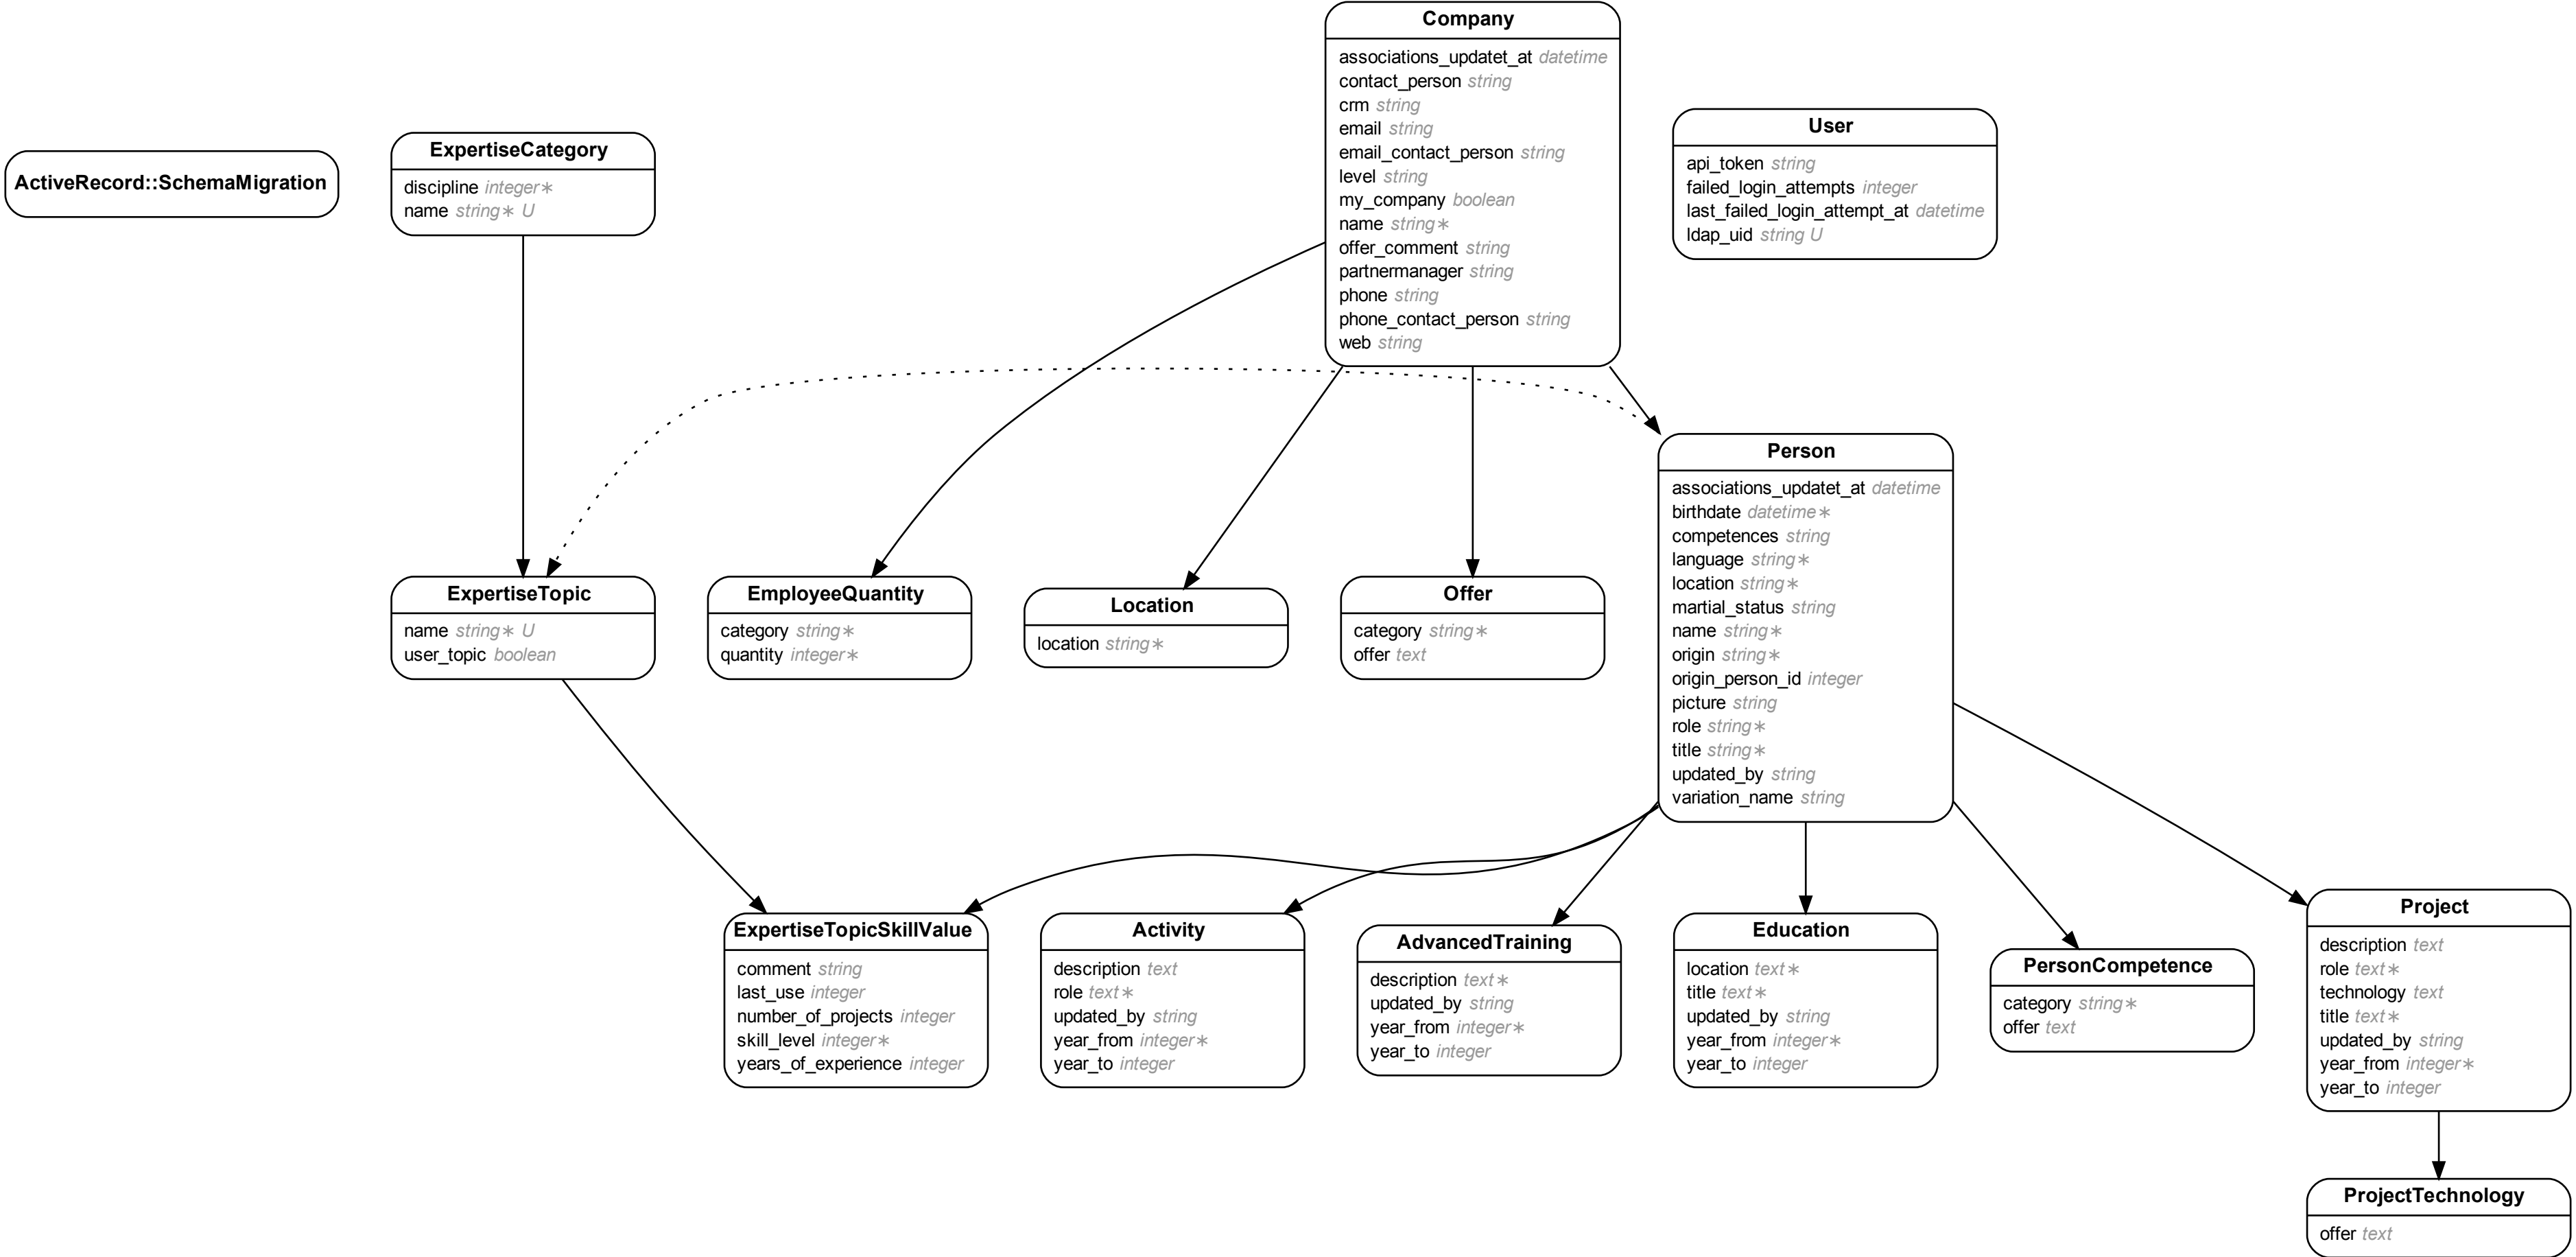 Company
associations_updatet_at datetime
contact_person string
crm string
email string
email_contact_person string
level string
my_company boolean
name string∗
offer_comment string
partnermanager string
phone string
phone_contact_person string
web string
User
api_token string
failed_login_attempts integer
last_failed_login_attempt_at datetime
ldap_uid string U
ExpertiseCategory
discipline integer∗
name string∗ U
ActiveRecord::SchemaMigration
Person
associations_updatet_at datetime
birthdate datetime∗
competences string
language string∗
location string∗
martial_status string
name string∗
origin string∗
origin_person_id integer
picture string
role string∗
title string∗
updated_by string
variation_name string
ExpertiseTopic
name string∗ U
user_topic boolean
EmployeeQuantity
category string∗
quantity integer∗
Location
location string∗
Offer
category string∗
offer text
ExpertiseTopicSkillValue
comment string
last_use integer
number_of_projects integer
skill_level integer∗
years_of_experience integer
Activity
description text
role text∗
updated_by string
year_from integer∗
year_to integer
AdvancedTraining
description text∗
updated_by string
year_from integer∗
year_to integer
Education
location text∗
title text∗
updated_by string
year_from integer∗
year_to integer
PersonCompetence
category string∗
offer text
Project
description text
role text∗
technology text
title text∗
updated_by string
year_from integer∗
year_to integer
ProjectTechnology
offer text